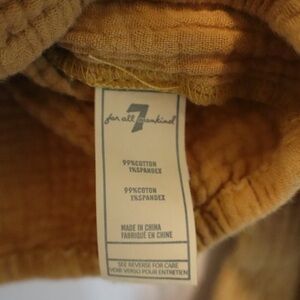 7
for all mankind
99%COTTON
1%SPANDEX
99%COTON
1%SPANDEX
MADE IN CHINA
FABRIQUÉ EN CHINE
SEE REVERSE FOR CARE
VOIR VERSO POUR ENTRETIEN